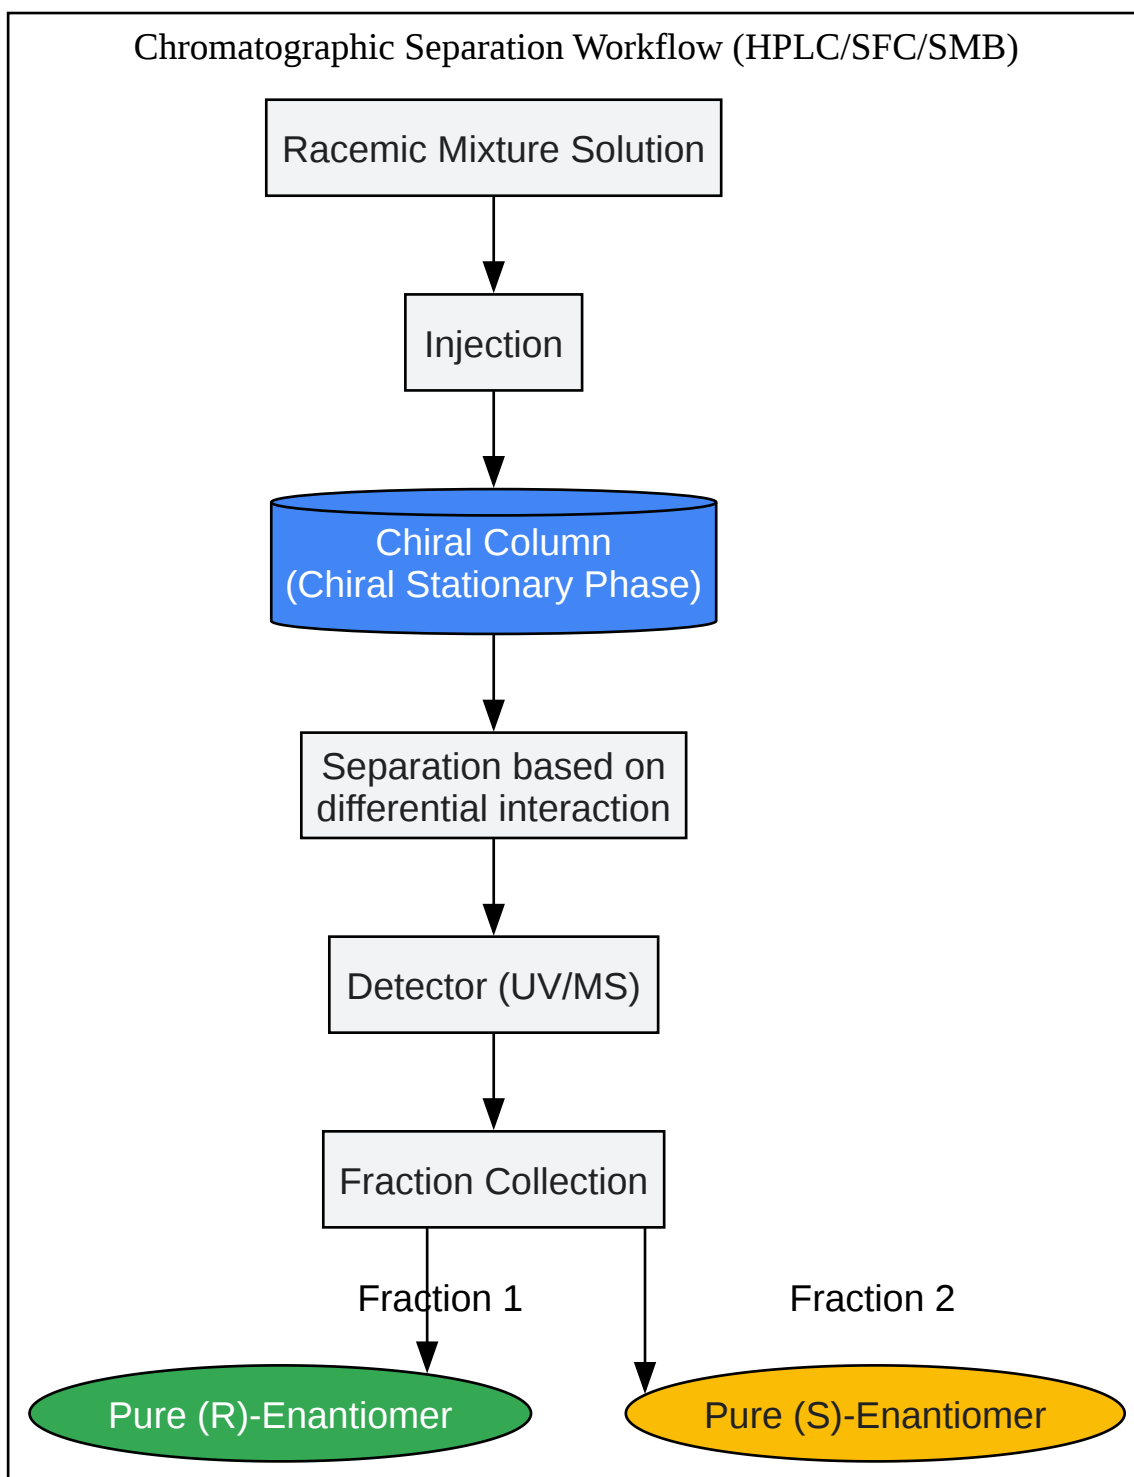 Chromatographic Separation Workflow (HPLC/SFC/SMB)
Racemic Mixture Solution
Injection
Chiral Column
(Chiral Stationary Phase)
Separation based on
differential interaction
Detector (UV/MS)
Fraction Collection
Fraction 1
Fraction 2
Pure (R)-Enantiomer
Pure (S)-Enantiomer